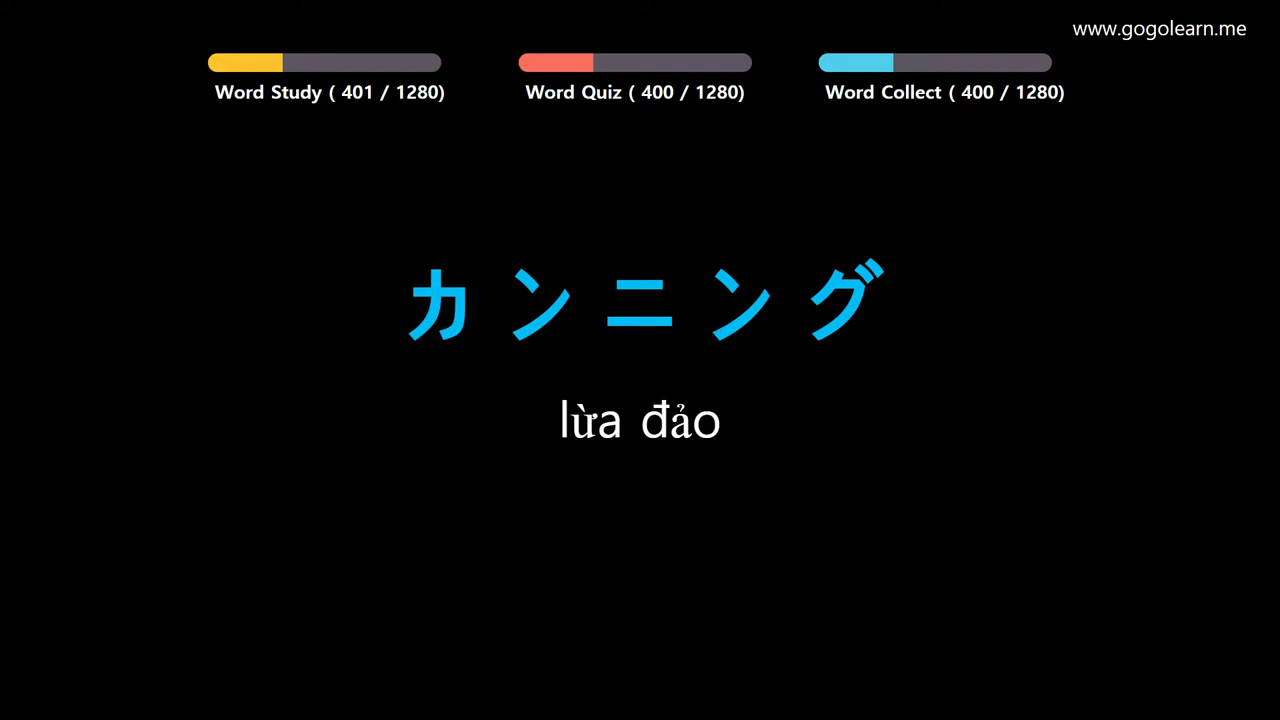 www.gogolearn.me
Word Study ( 401 / 1280)
Word Quiz ( 400 / 1280)
Word Collect ( 400 / 1280)
カンニング
lừa đảo